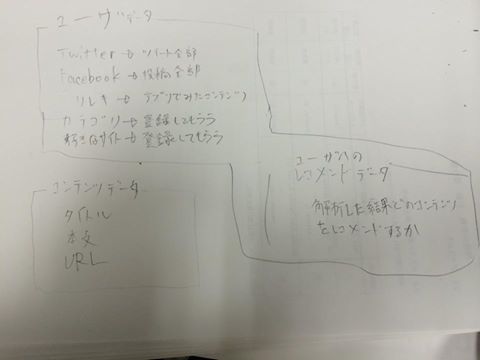 ユーザデータ
Twitter → ツイート全部
Facebook → 投稿全部
リレキ → アプリでみたコンテンツ
カテゴリ → 登録してもらう
好きなサイト → 登録してもらう
ユーザへの
レコメンドデータ
解析した結果どのコンテンツ
をレコメンドするか
コンテンツデータ
タイトル
本文
URL